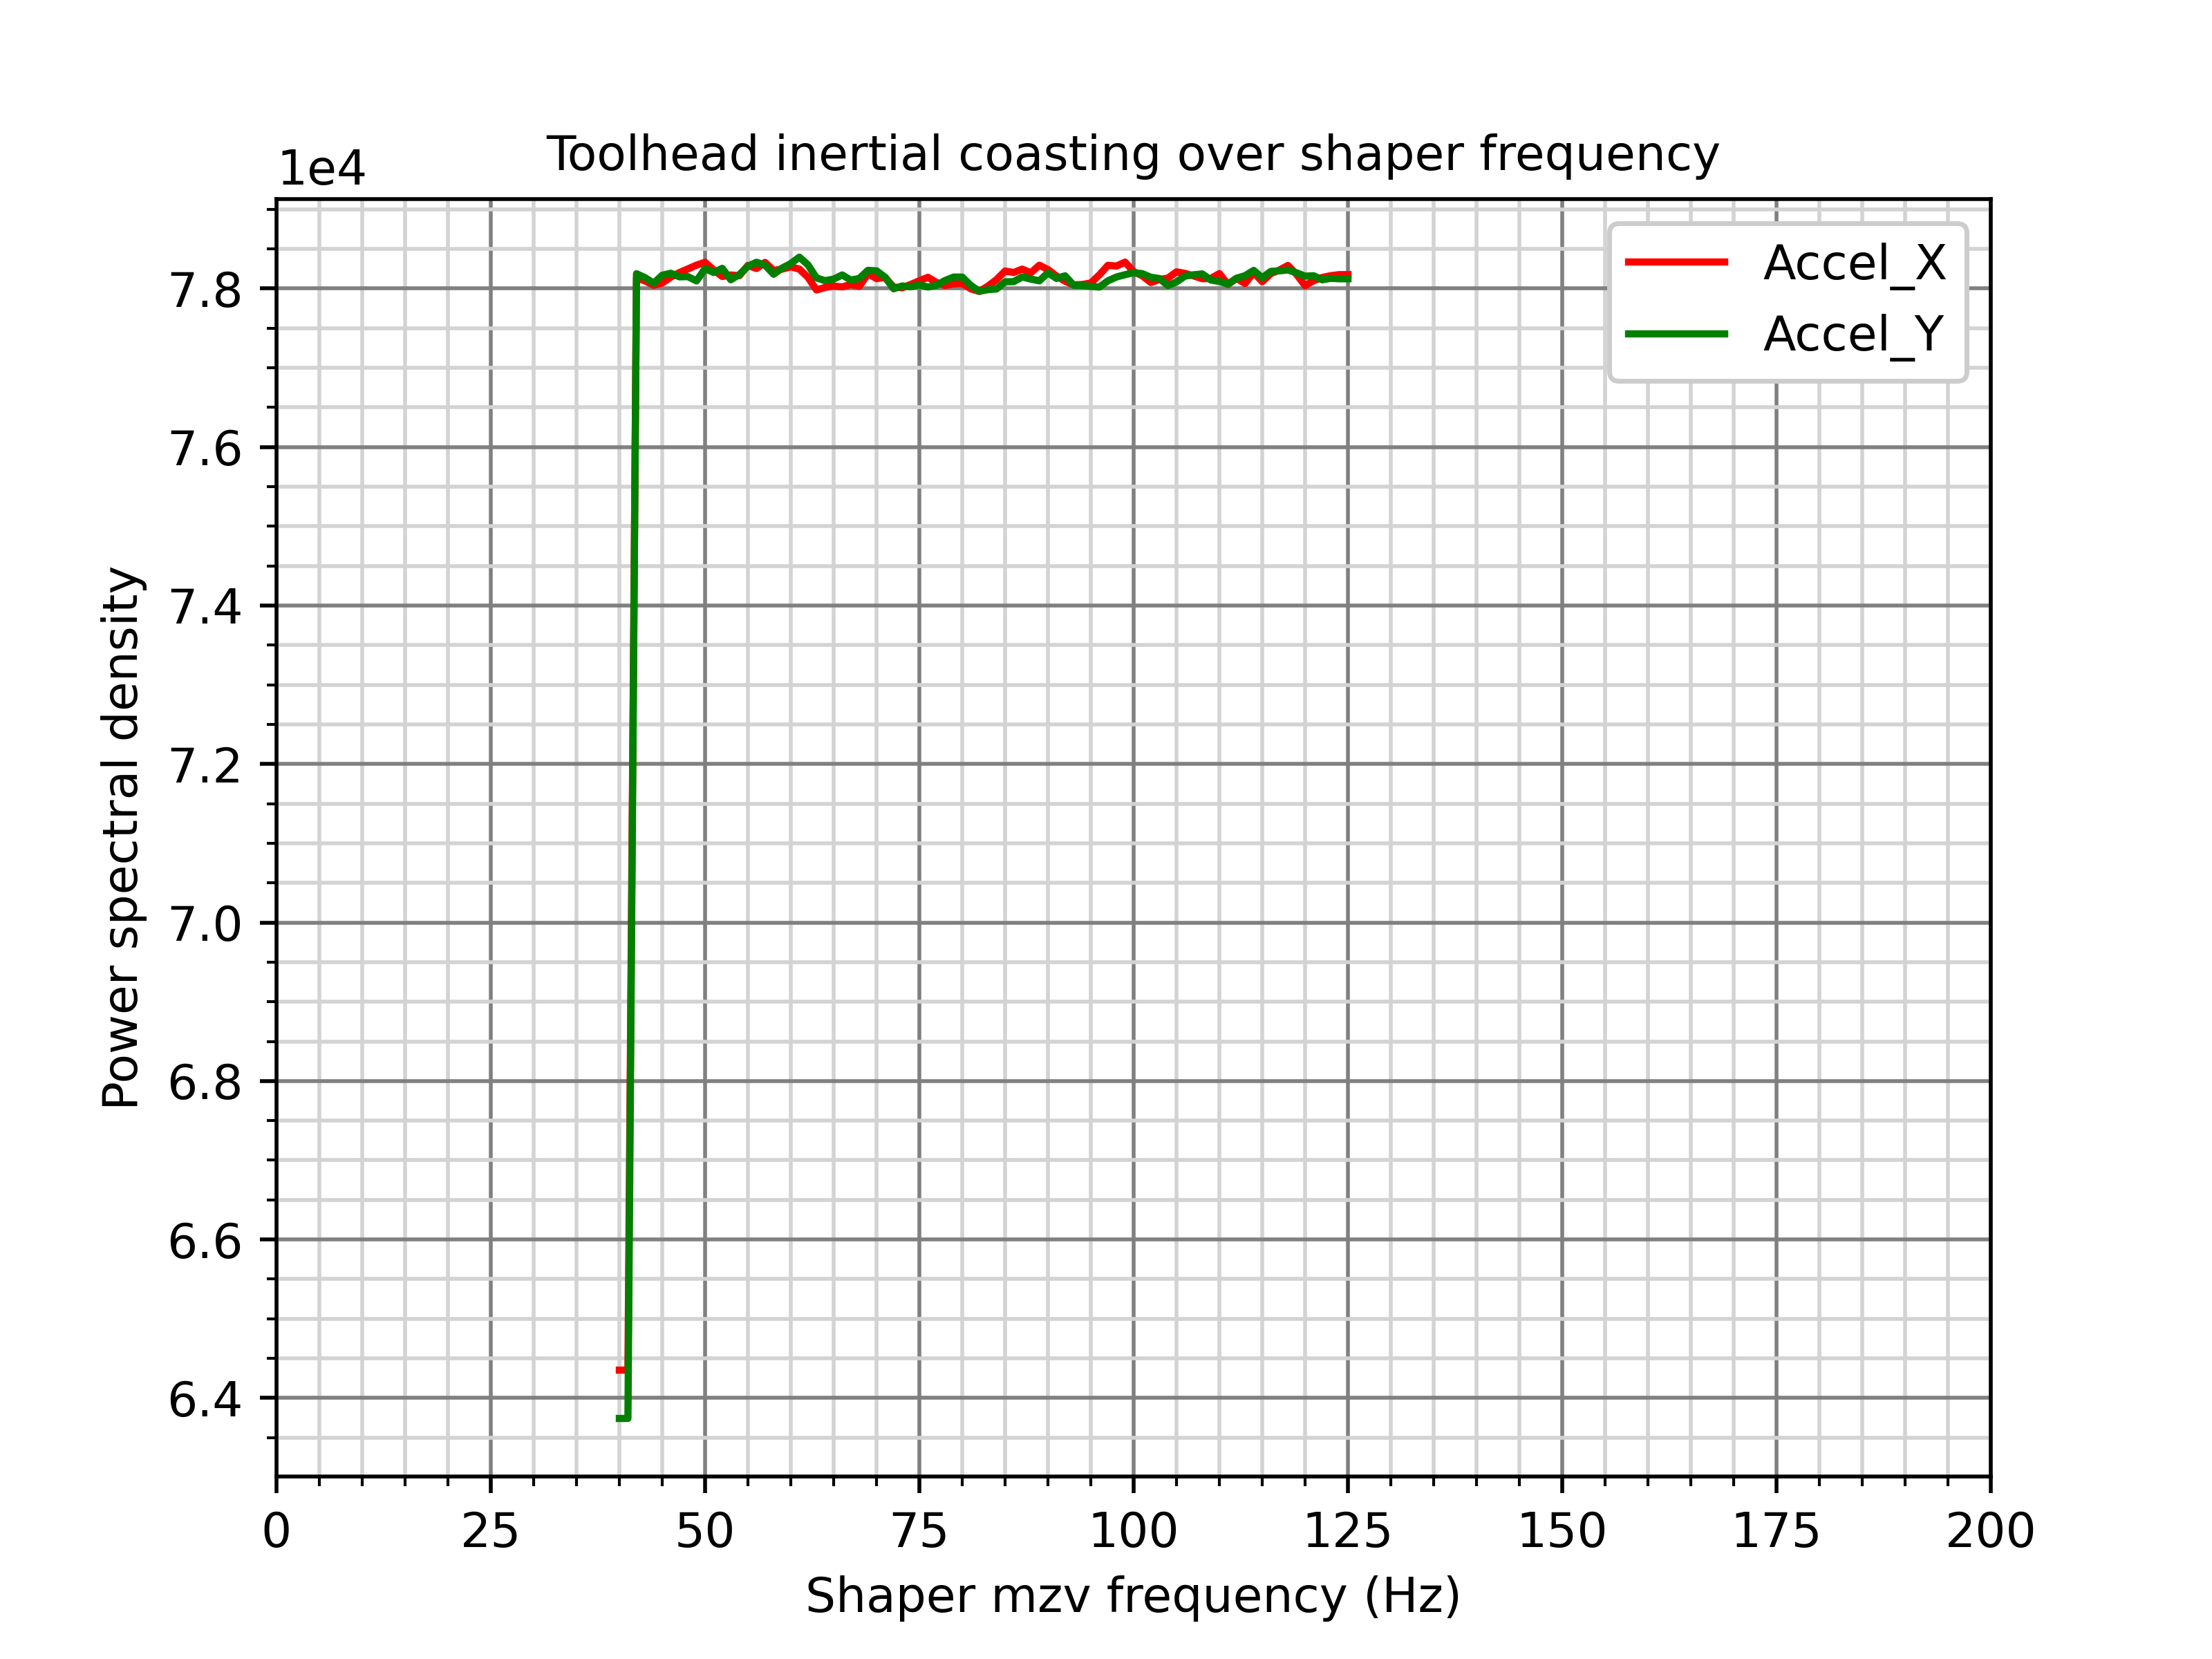 Toolhead inertial coasting over shaper frequency
1e4
Accel_X
Accel_Y
7.8
7.6
7.4
7.2
7.0
6.8
6.6
6.4
Power spectral density
0 25 50 75 100 125 150 175 200
Shaper mzv frequency (Hz)